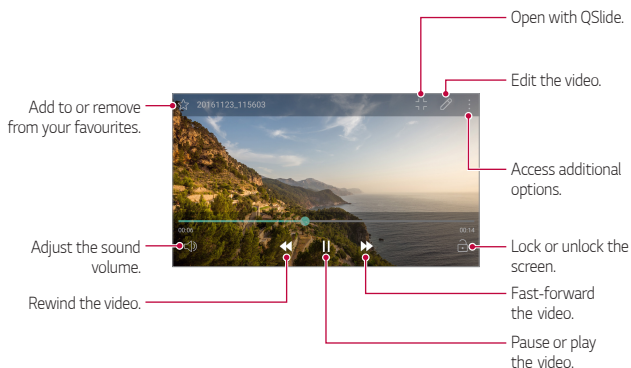 Open with QSlide.
Edit the video.
Add to or remove
from your favourites.
20161123_115603
Access additional
options.
00:06
00:14
Adjust the sound
volume.
Lock or unlock the
screen.
Rewind the video.
Fast-forward
the video.
Pause or play
the video.